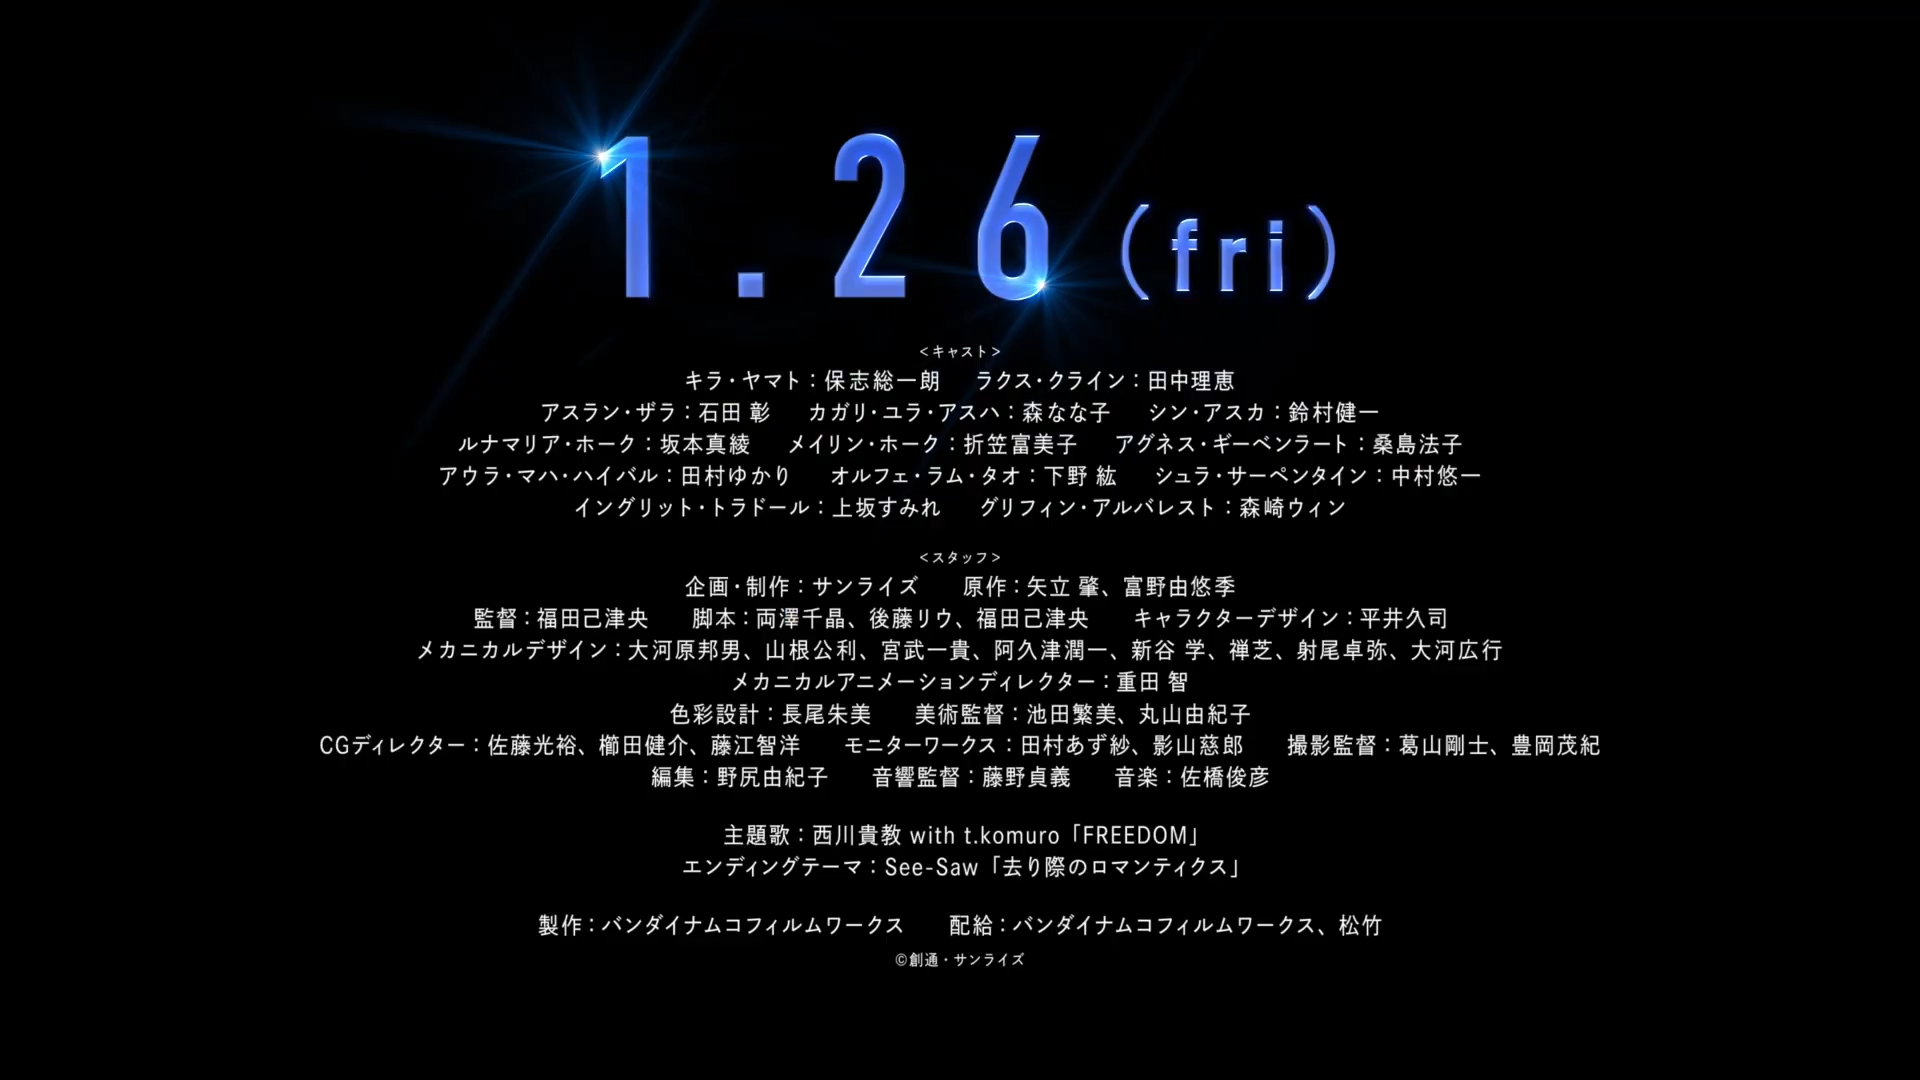 1.26(fri)
<キャスト>
キラ・ヤマト：保志総一朗　ラクス・クライン：田中理恵
アスラン・ザラ：石田 彰　カガリ・ユラ・アスハ：森なな子　シン・アスカ：鈴村健一
ルナマリア・ホーク：坂本真綾　メイリン・ホーク：折笠富美子　アグネス・ギーベンラート：桑島法子
アウラ・マハ・ハイバル：田村ゆかり　オルフェ・ラム・タオ：下野 紘　シュラ・サーペンタイン：中村悠一
イングリット・トラドール：上坂すみれ　グリフィン・アルバレスト：森崎ウィン
<スタッフ>
企画・制作：サンライズ　原作：矢立 肇、富野由悠季
監督：福田己津央　脚本：両澤千晶、後藤リウ、福田己津央　キャラクターデザイン：平井久司
メカニカルデザイン：大河原邦男、山根公利、宮武一貴、阿久津潤一、新谷 学、禅芝、射尾卓弥、大河広行
メカニカルアニメーションディレクター：重田 智
色彩設計：長尾朱美　美術監督：池田繁美、丸山由紀子
CGディレクター：佐藤光裕、櫛田健介、藤江智洋　モニターワークス：田村あず紗、影山慈郎　撮影監督：葛山剛士、豊岡茂紀
編集：野尻由紀子　音響監督：藤野貞義　音楽：佐橋俊彦
主題歌：西川貴教 with t.komuro「FREEDOM」
エンディングテーマ：See-Saw「去り際のロマンティクス」
製作：バンダイナムコフィルムワークス　配給：バンダイナムコフィルムワークス、松竹
©創通・サンライズ